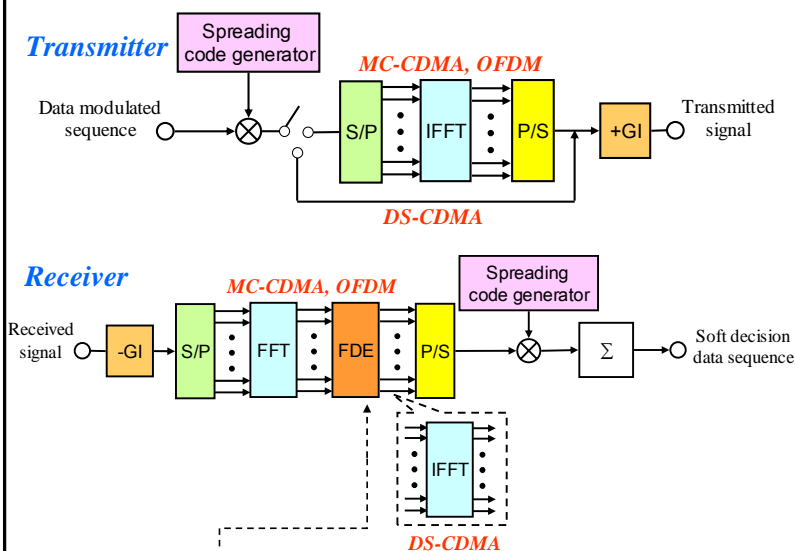 Transmitter
Spreading
code generator
MC-CDMA, OFDM
Data modulated
sequence
S/P
IFFT
P/S
+GI
Transmitted
signal
DS-CDMA
Receiver
MC-CDMA, OFDM
Spreading
code generator
Received
signal
-GI
S/P
FFT
FDE
P/S
Σ
Soft decision
data sequence
IFFT
DS-CDMA